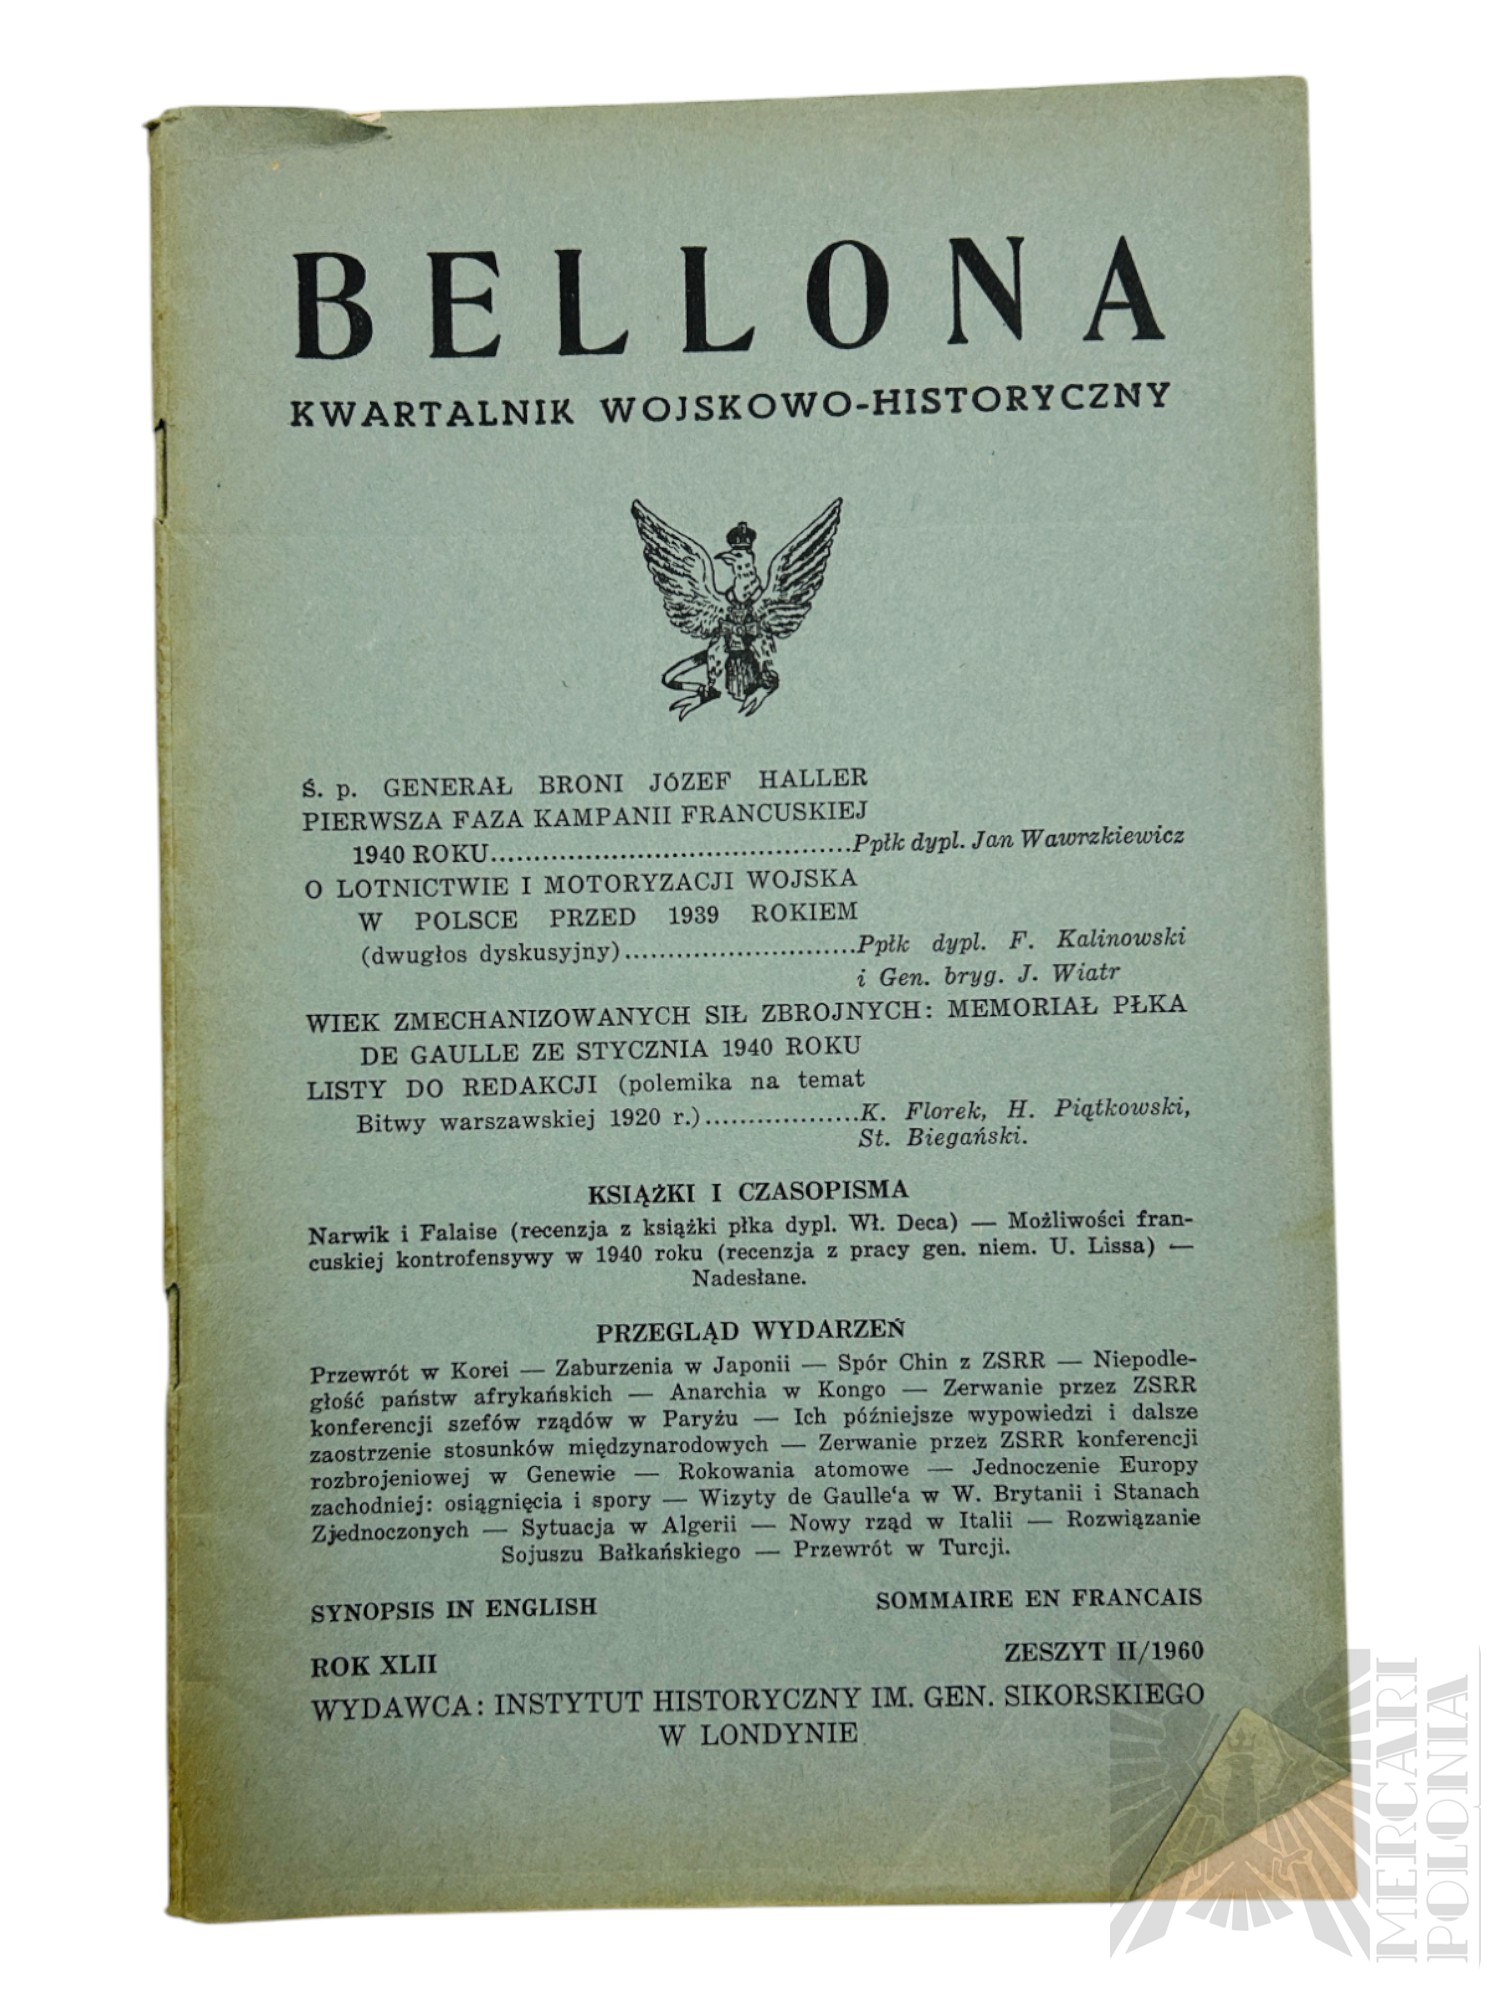 BELLONA
KWARTALNIK WOJSKOWO-HISTORYCZNY
Ś. p. GENERAŁ BRONI JÓZEF HALLER
PIERWSZA FAZA KAMPANII FRANCUSKIEJ
1940 ROKU..........................................Ppłk dypl. Jan Wawrzkiewicz
O LOTNICTWIE I MOTORYZACJI WOJSKA
W POLSCE PRZED 1939 ROKIEM
(dwugłos dyskusyjny)...........................Ppłk dypl. F. Kalinowski
i Gen. bryg. J. Wiatr
WIEK ZMECHANIZOWANYCH SIŁ ZBROJNYCH: MEMORIAŁ PŁKA
DE GAULLE ZE STYCZNIA 1940 ROKU
LISTY DO REDAKCJI (polemika na temat
Bitwy warszawskiej 1920 r.)..................K. Florek, H. Piątkowski,
St. Biegański.
KSIĄŻKI I CZASOPISMA
Narwik i Falaise (recenzja z książki płka dypl. Wł. Deca) — Możliwości fran-
cuskiej kontrofensywy w 1940 roku (recenzja z pracy gen. niem. U. Lissa) —
Nadesłane.
PRZEGLĄD WYDARZEŃ
Przewrót w Korei — Zaburzenia w Japonii — Spór Chin z ZSRR — Niepodle-
głość państw afrykańskich — Anarchia w Kongo — Zerwanie przez ZSRR
konferencji szefów rządów w Paryżu — Ich późniejsze wypowiedzi i dalsze
zaostrzenie stosunków międzynarodowych — Zerwanie przez ZSRR konferencji
rozbrojeniowej w Genewie — Rokowania atomowe — Jednoczenie Europy
zachodniej: osiągnięcia i spory — Wizyty de Gaulle'a w W. Brytanii i Stanach
Zjednoczonych — Sytuacja w Algerii — Nowy rząd w Italii — Rozwiązanie
Sojuszu Bałkańskiego — Przewrót w Turcji.
SYNOPSIS IN ENGLISH SOMMAIRE EN FRANCAIS
ROK XLII ZESZYT II/1960
WYDAWCA: INSTYTUT HISTORYCZNY IM. GEN. SIKORSKIEGO
W LONDYNIE
MERCARI
POLONIA